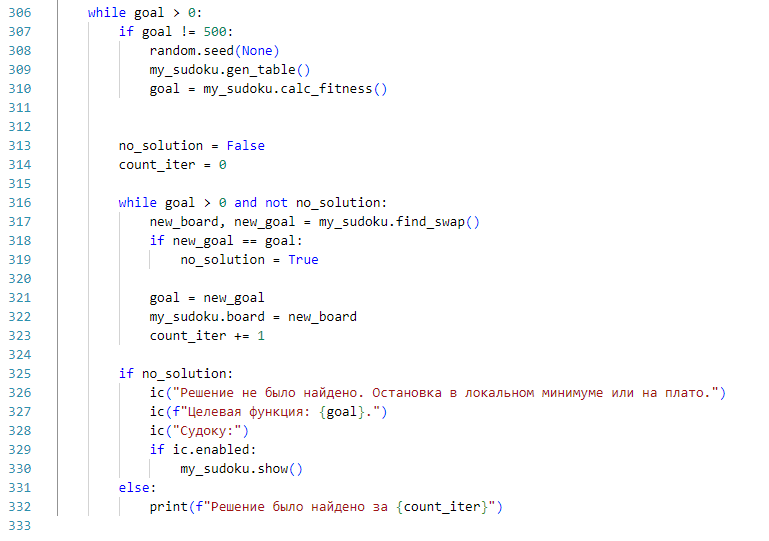 306 while goal > 0:
307 if goal != 500:
308 random.seed(None)
309 my_sudoku.gen_table()
310 goal = my_sudoku.calc_fitness()
311
312
313 no_solution = False
314 count_iter = 0
315
316 while goal > 0 and not no_solution:
317 new_board, new_goal = my_sudoku.find_swap()
318 if new_goal == goal:
319 no_solution = True
320
321 goal = new_goal
322 my_sudoku.board = new_board
323 count_iter += 1
324
325 if no_solution:
326 ic("Решение не было найдено. Остановка в локальном минимуме или на плато.")
327 ic(f"Целевая функция: {goal}.")
328 ic("Судоку:")
329 if ic.enabled:
330 my_sudoku.show()
331 else:
332 print(f"Решение было найдено за {count_iter}")
333